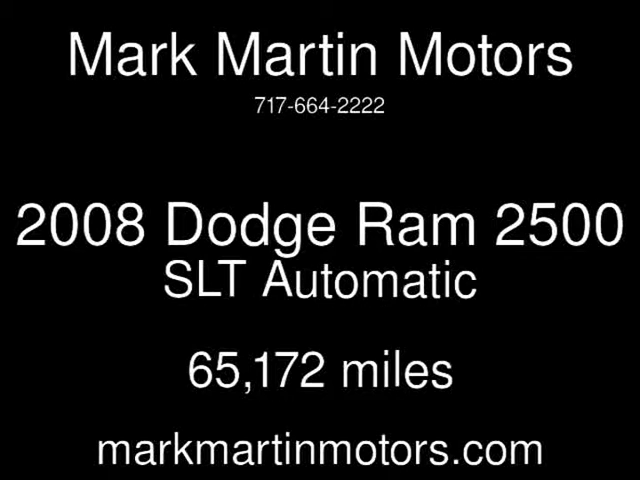 Mark Martin Motors
717-664-2222
2008 Dodge Ram 2500
SLT Automatic
65,172 miles
markmartinmotors.com